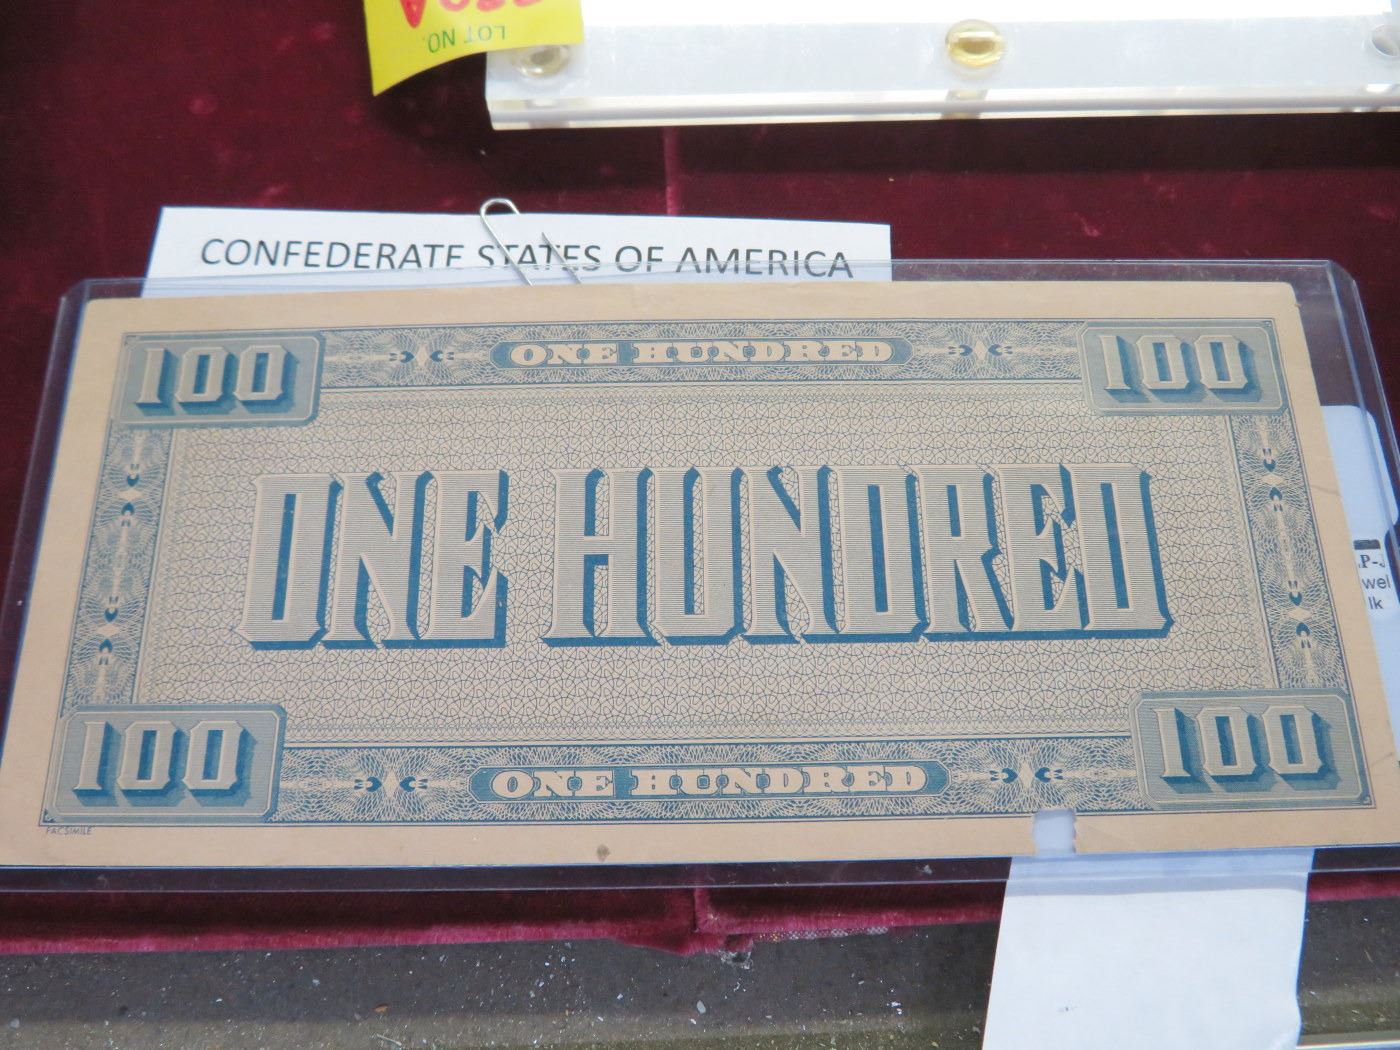 LOT NO.
CONFEDERATE STATES OF AMERICA
100 ONE HUNDRED 100
ONE HUNDRED
100 ONE HUNDRED 100
FACSIMILE